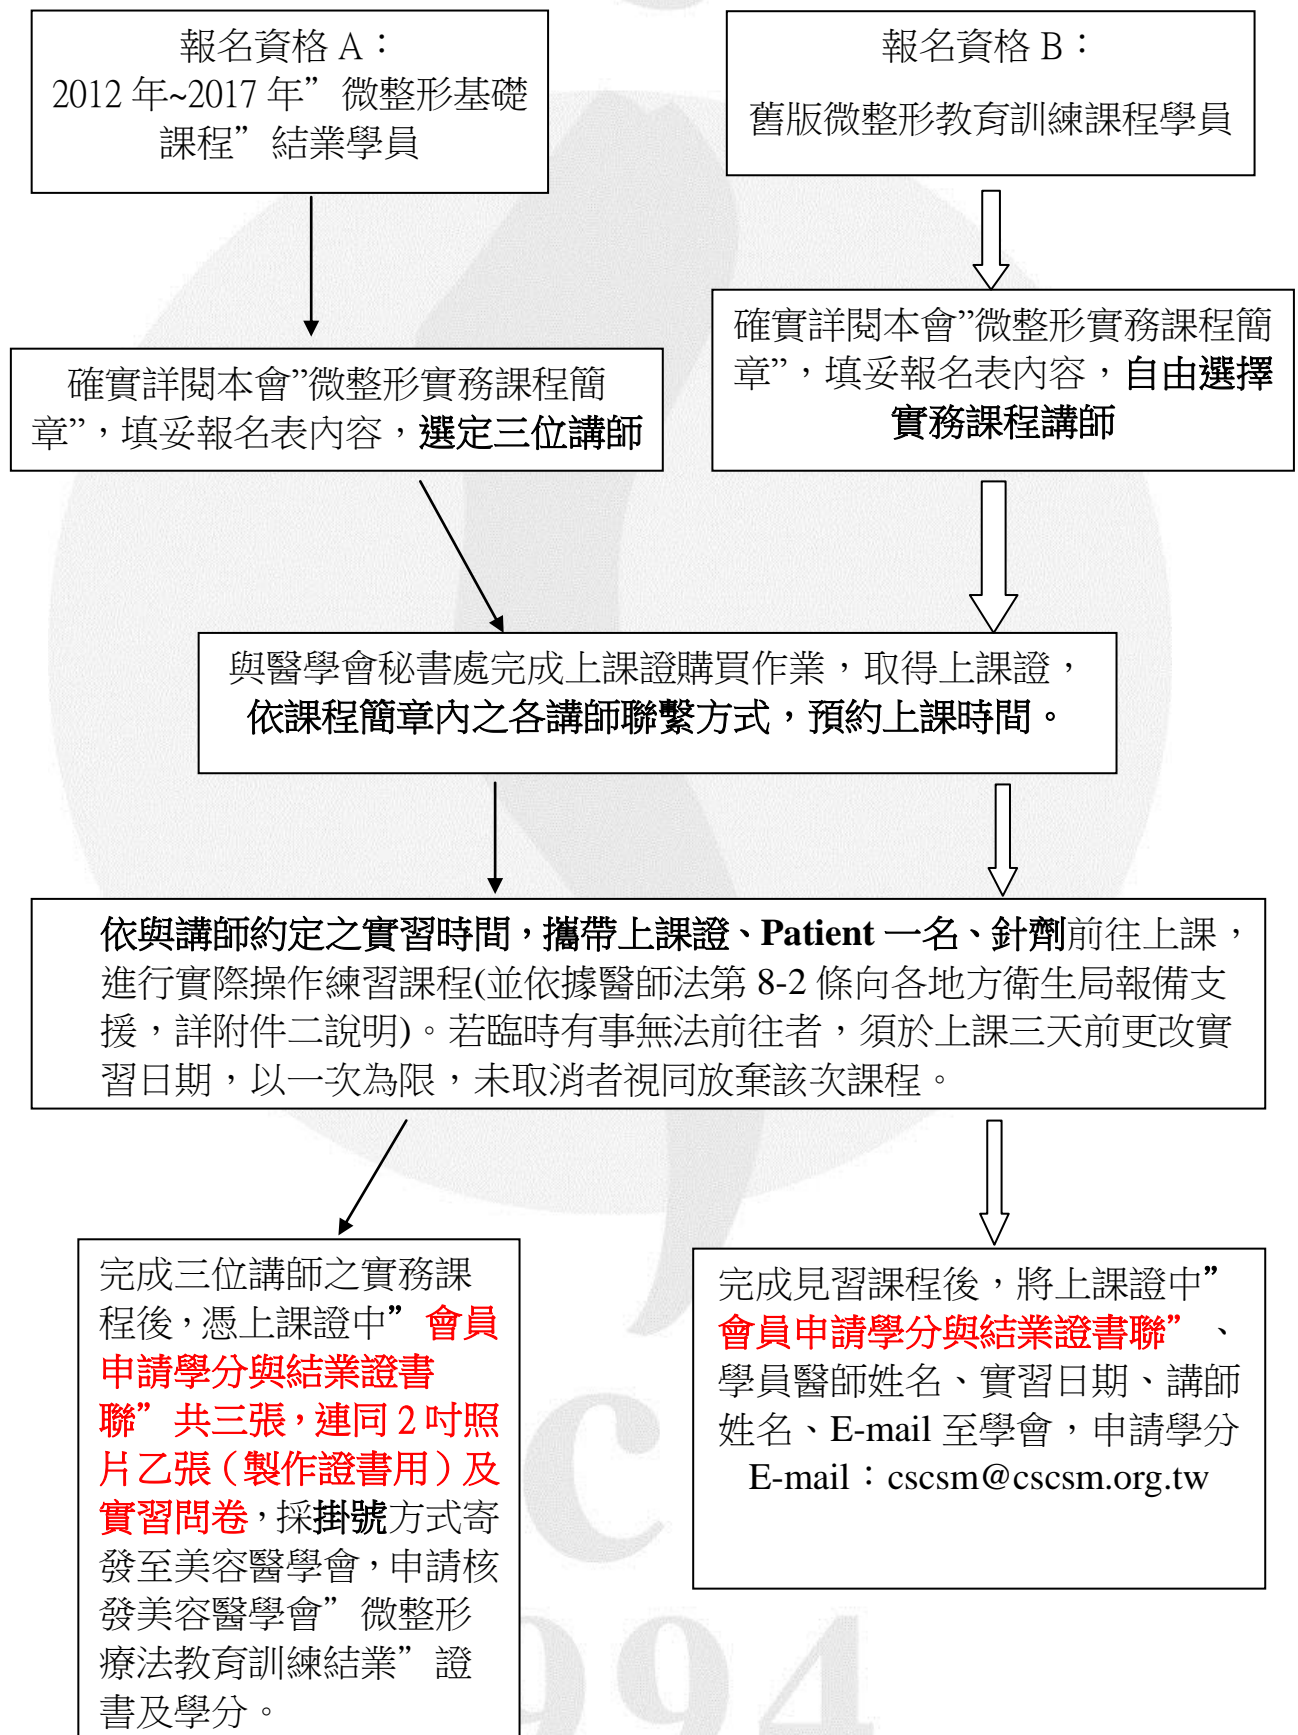 報名資格 A：
2012 年~2017 年”微整形基礎
課程”結業學員
報名資格 B：
舊版微整形教育訓練課程學員
確實詳閱本會”微整形實務課程簡
章”，填妥報名表內容，選定三位講師
確實詳閱本會”微整形實務課程簡
章”，填妥報名表內容，自由選擇
實務課程講師
與醫學會秘書處完成上課證購買作業，取得上課證，
依課程簡章內之各講師聯繫方式，預約上課時間。
依與講師約定之實習時間，攜帶上課證、Patient 一名、針劑前往上課，
進行實際操作練習課程(並依據醫師法第 8-2 條向各地方衛生局報備支
援，詳附件二說明)。若臨時有事無法前往者，須於上課三天前更改實
習日期，以一次為限，未取消者視同放棄該次課程。
完成三位講師之實務課
程後，憑上課證中”會員
申請學分與結業證書
聯”共三張，連同 2 吋照
片乙張（製作證書用）及
實習問卷，採掛號方式寄
發至美容醫學會，申請核
發美容醫學會”微整形
療法教育訓練結業”證
書及學分。
完成見習課程後，將上課證中”
會員申請學分與結業證書聯”、
學員醫師姓名、實習日期、講師
姓名、E-mail 至學會，申請學分
E-mail：cscsm@cscsm.org.tw
c
994